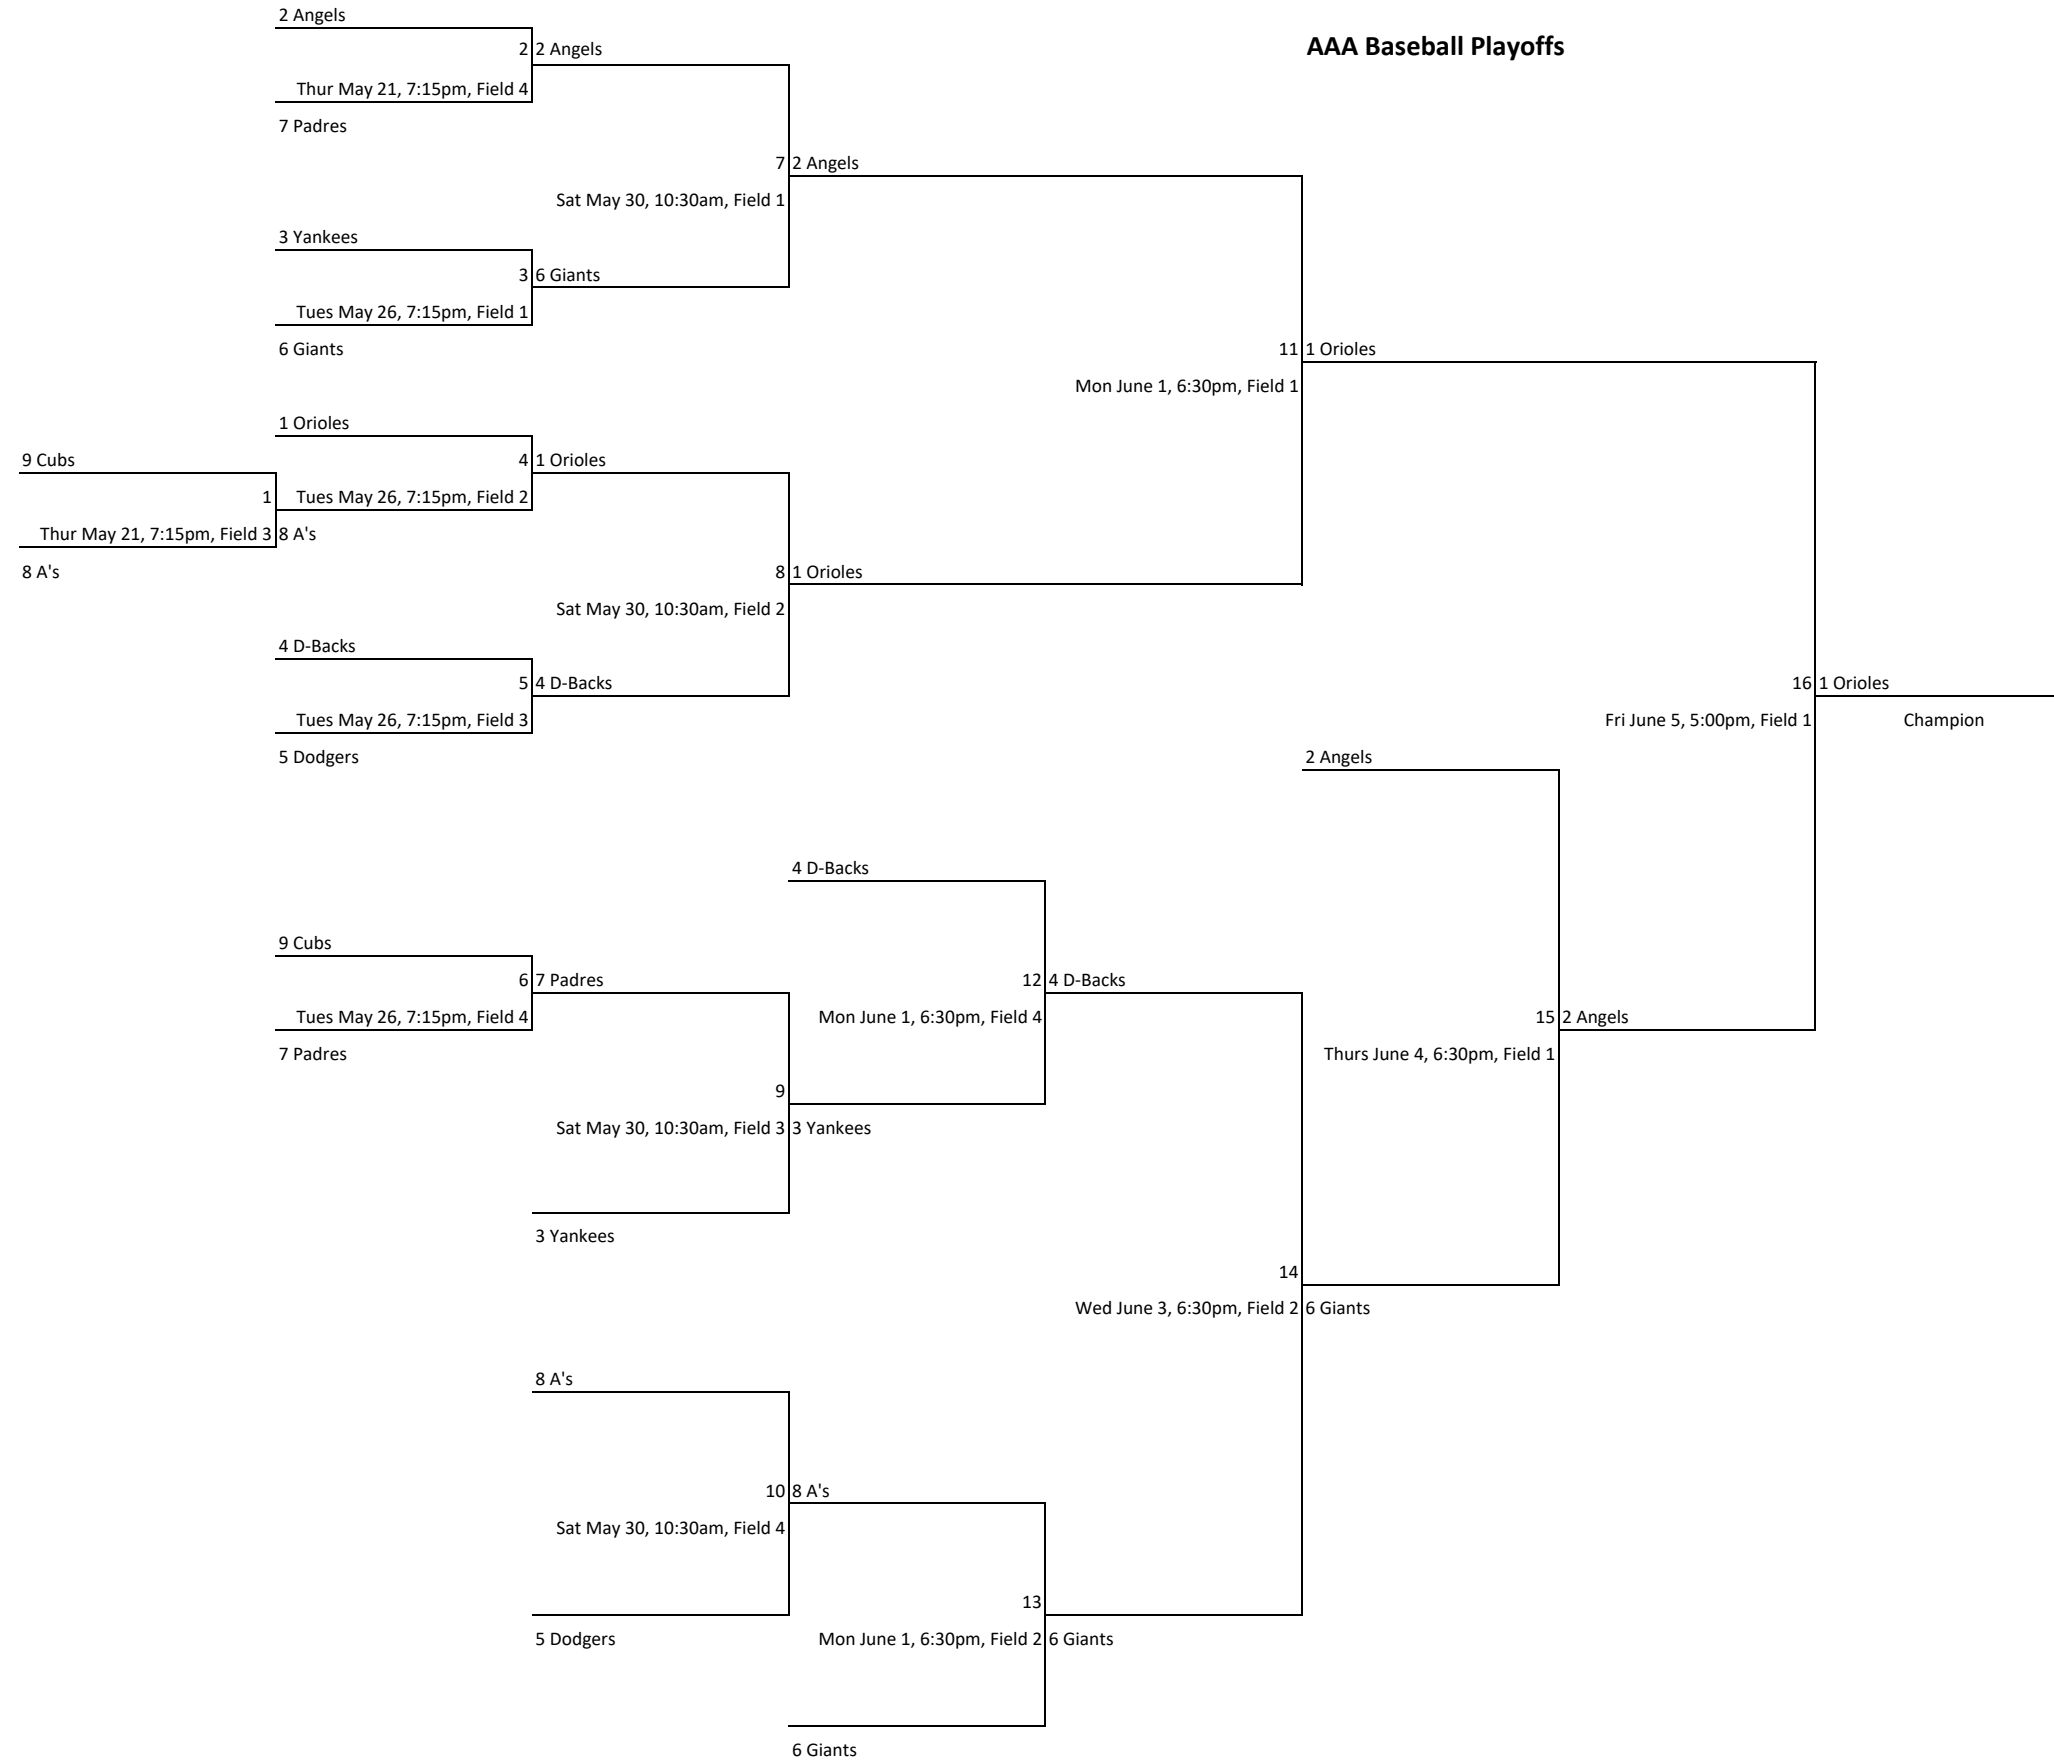 2 Angels
AAA Baseball Playoffs
2 2 Angels
Thur May 21, 7:15pm, Field 4
7 Padres
7 2 Angels
Sat May 30, 10:30am, Field 1
3 Yankees
3 6 Giants
Tues May 26, 7:15pm, Field 1
6 Giants
11 1 Orioles
Mon June 1, 6:30pm, Field 1
1 Orioles
9 Cubs
4 1 Orioles
1 Tues May 26, 7:15pm, Field 2
Thur May 21, 7:15pm, Field 3 8 A's
8 A's
8 1 Orioles
Sat May 30, 10:30am, Field 2
4 D-Backs
5 4 D-Backs
16 1 Orioles
Tues May 26, 7:15pm, Field 3
Fri June 5, 5:00pm, Field 1 Champion
5 Dodgers
2 Angels
4 D-Backs
9 Cubs
6 7 Padres
12 4 D-Backs
Tues May 26, 7:15pm, Field 4
Mon June 1, 6:30pm, Field 4
15 2 Angels
7 Padres
Thurs June 4, 6:30pm, Field 1
9
Sat May 30, 10:30am, Field 3 3 Yankees
3 Yankees
14
Wed June 3, 6:30pm, Field 2 6 Giants
8 A's
10 8 A's
Sat May 30, 10:30am, Field 4
13
5 Dodgers
Mon June 1, 6:30pm, Field 2 6 Giants
6 Giants